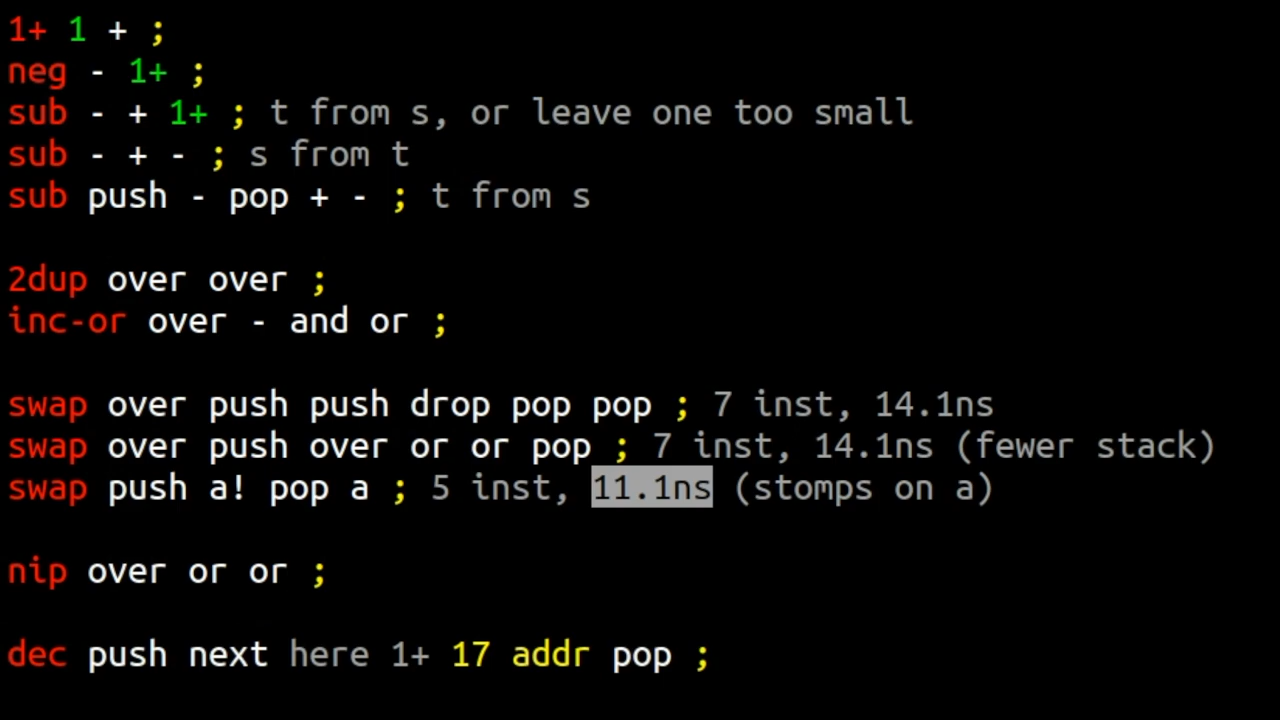 1+ 1 + ;
neg - 1+ ;
sub - + 1+ ; t from s, or leave one too small
sub - + - ; s from t
sub push - pop + - ; t from s
2dup over over ;
inc-or over - and or ;
swap over push push drop pop pop ; 7 inst, 14.1ns
swap over push over or or pop ; 7 inst, 14.1ns (fewer stack)
swap push a! pop a ; 5 inst, 11.1ns (stomps on a)
nip over or or ;
dec push next here 1+ 17 addr pop ;